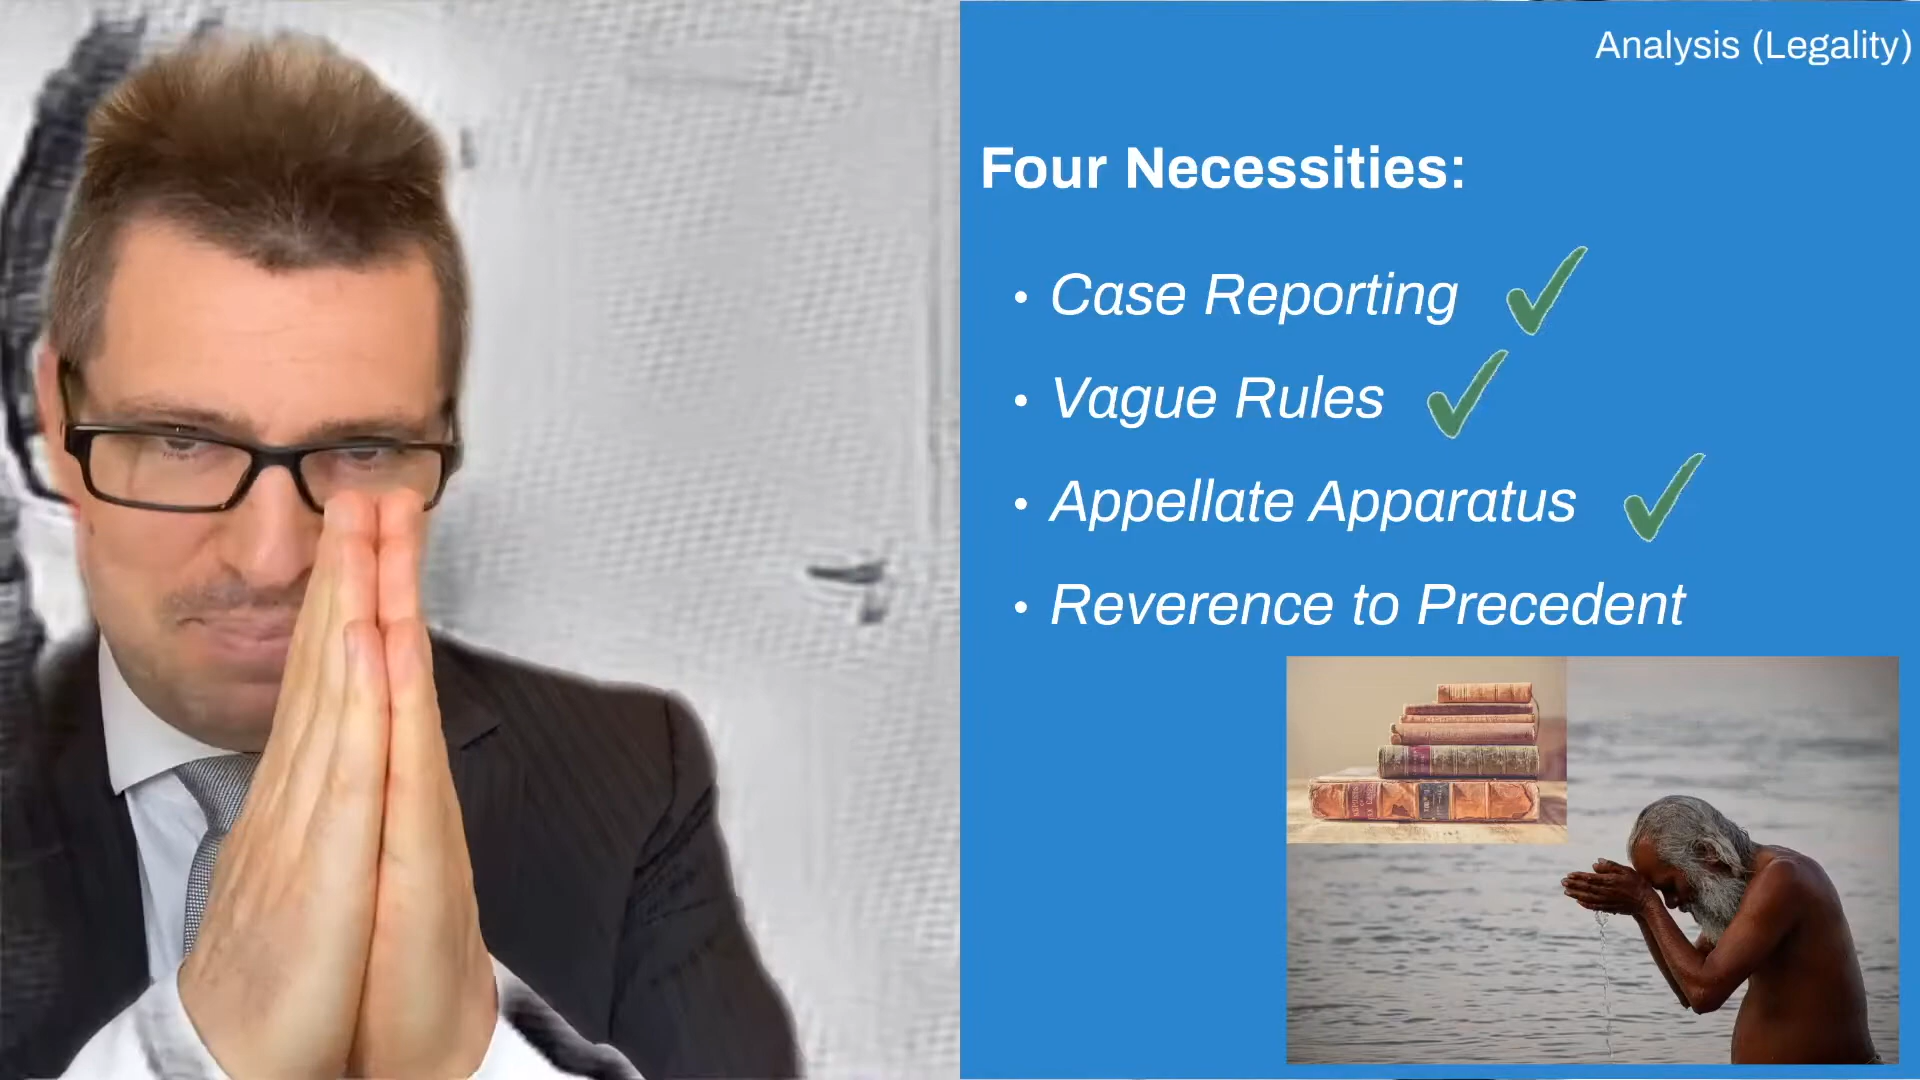 Analysis (Legality)
Four Necessities:
• Case Reporting
• Vague Rules
• Appellate Apparatus
• Reverence to Precedent